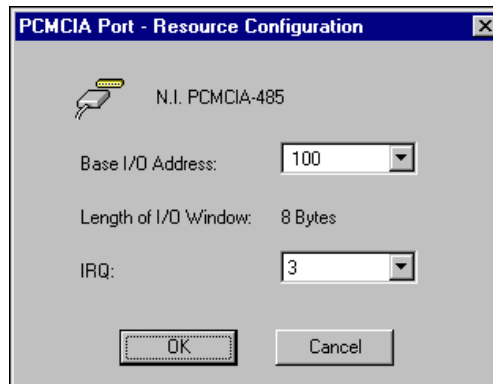 PCMCIA Port - Resource Configuration
N.I. PCMCIA-485
Base I/O Address: 100
Length of I/O Window: 8 Bytes
IRQ: 3
OK Cancel